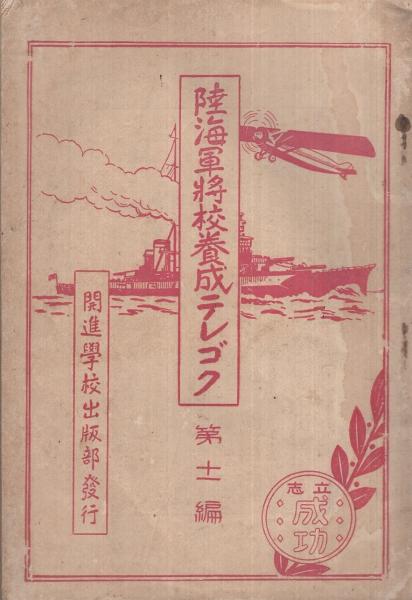 陸海軍將校養成テレゴク
第十一編
開進學校出版部發行
立志
成功